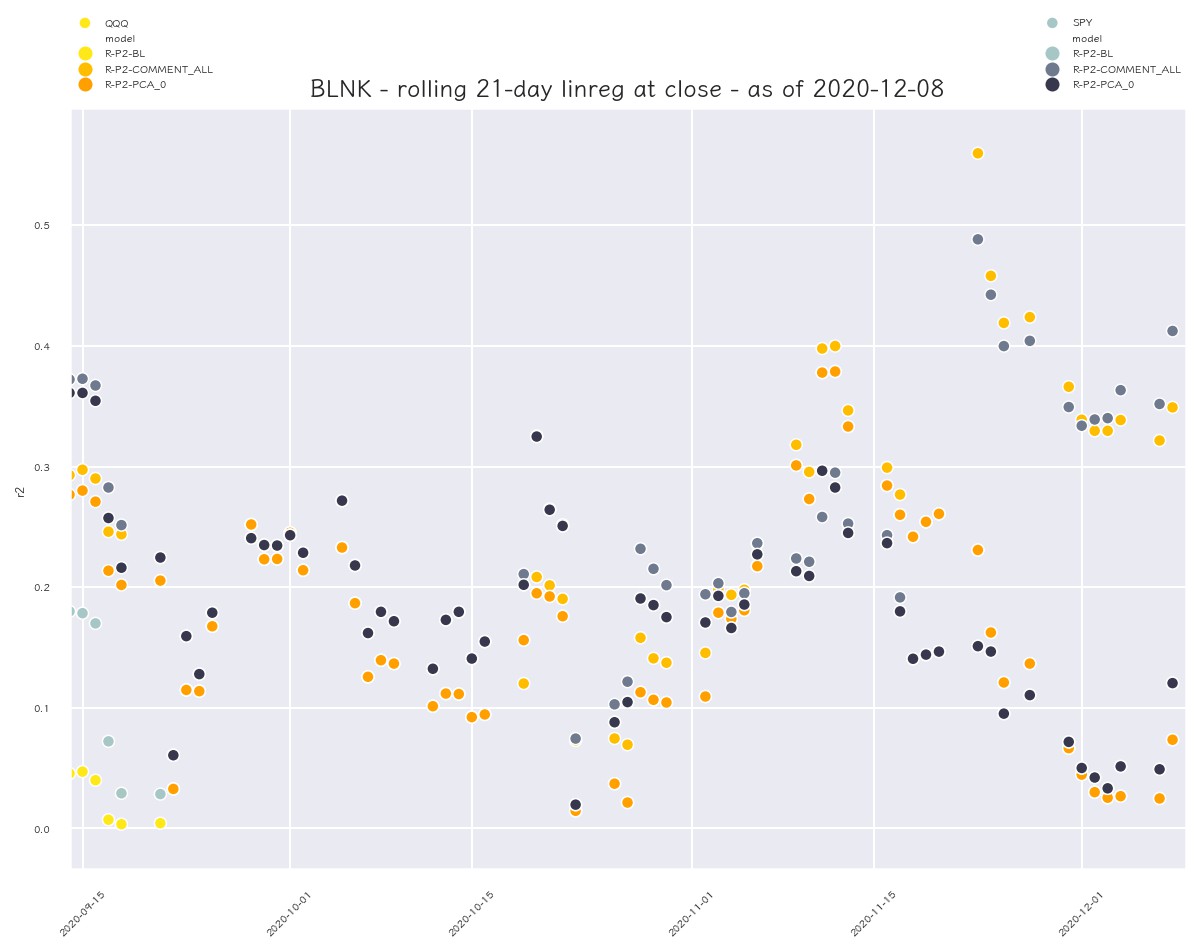 QQQ
model
R-P2-BL
R-P2-COMMENT_ALL
R-P2-PCA_0
SPY
model
R-P2-BL
R-P2-COMMENT_ALL
R-P2-PCA_0
BLNK - rolling 21-day linreg at close - as of 2020-12-08
r2
0.5
0.4
0.3
0.2
0.1
0.0
2020-09-15
2020-10-01
2020-10-15
2020-11-01
2020-11-15
2020-12-01